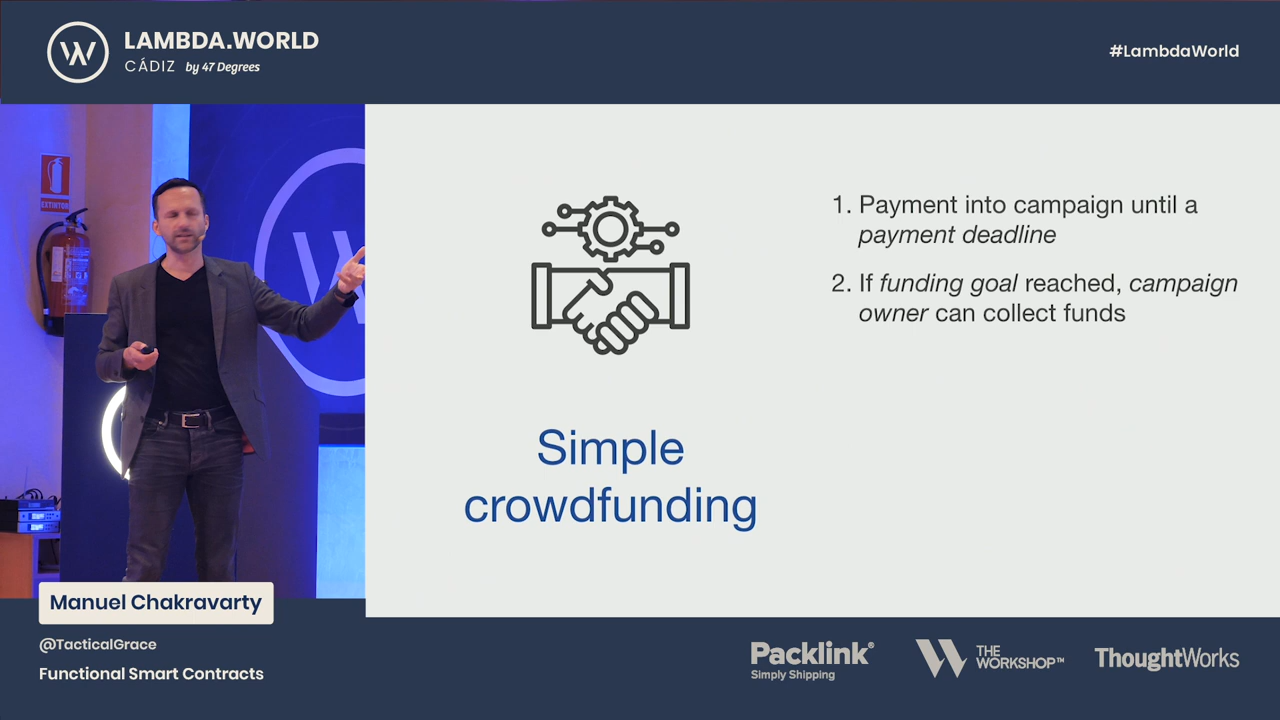 LAMBDA.WORLD
CÁDIZ by 47 Degrees
#LambdaWorld
EXTINTOR
1. Payment into campaign until a
payment deadline
2. If funding goal reached, campaign
owner can collect funds
Simple
crowdfunding
Manuel Chakravarty
@TacticalGrace
Functional Smart Contracts
Packlink®
Simply Shipping
THE
WORKSHOP™
ThoughtWorks